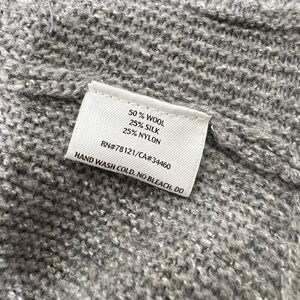 50 % WOOL
25% SILK
25% NYLON
RN#78121/CA#34460
HAND WASH COLD. NO BLEACH. DO